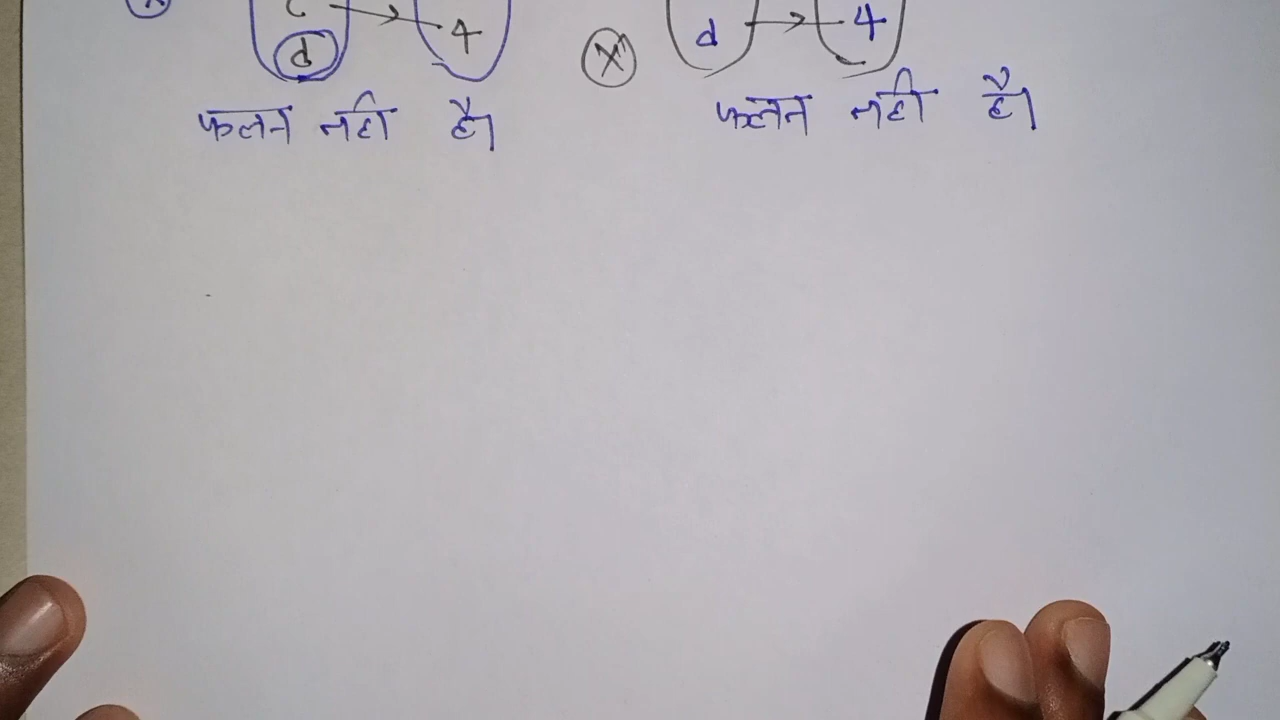 c → 4 d → 4
d
फलन नहीं है। फलन नहीं है।